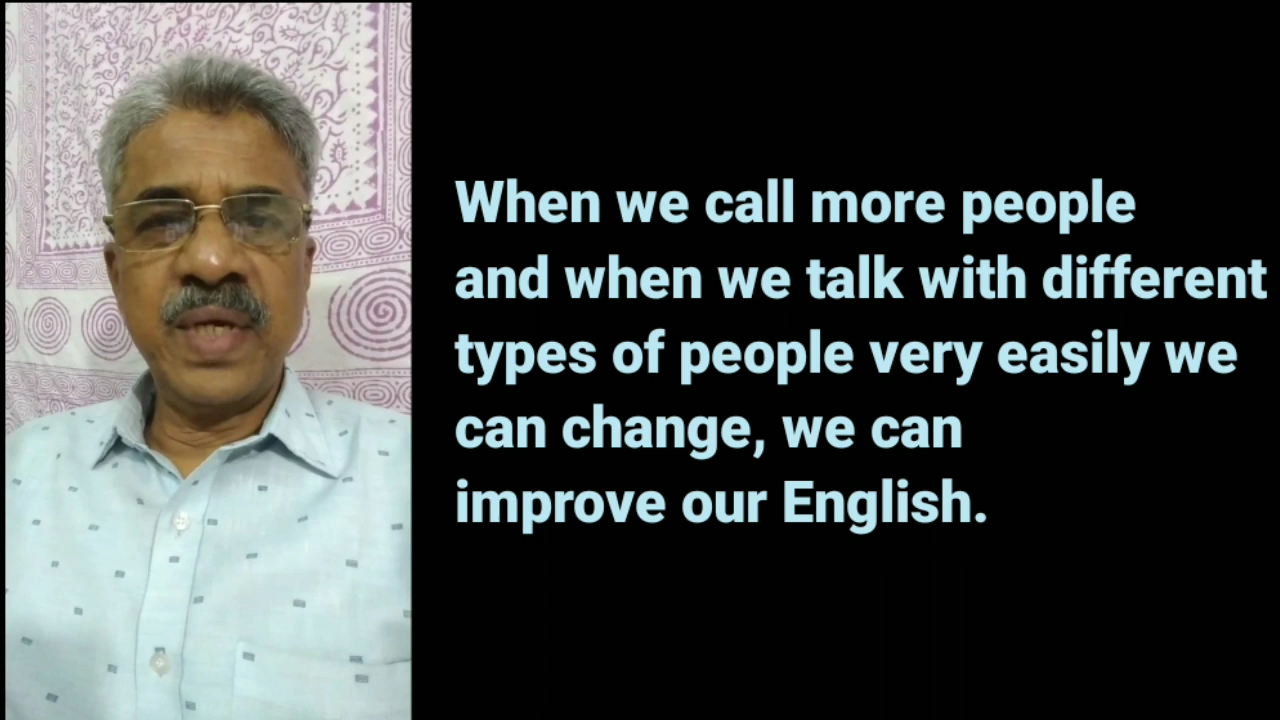 When we call more people
and when we talk with different
types of people very easily we
can change, we can
improve our English.